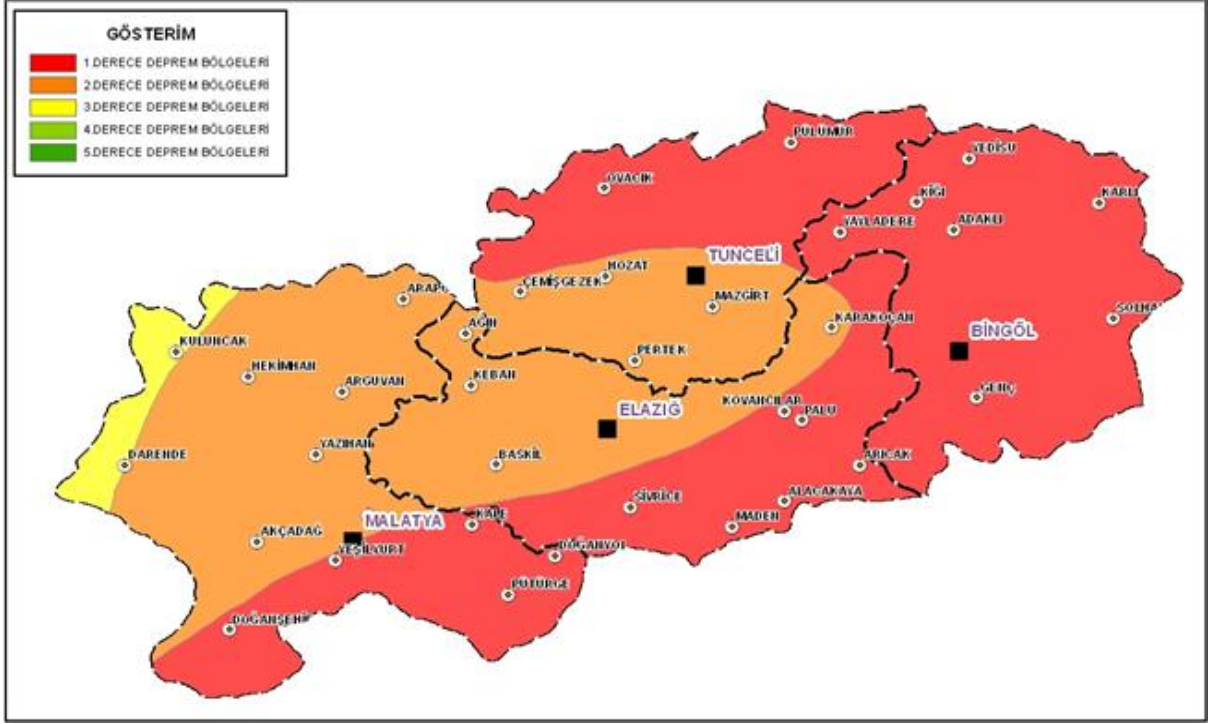 GÖSTERİM
1.DERECE DEPREM BÖLGELERİ
2.DERECE DEPREM BÖLGELERİ
3.DERECE DEPREM BÖLGELERİ
4.DERECE DEPREM BÖLGELERİ
5.DERECE DEPREM BÖLGELERİ
PÜLÜMÜR
YEDİSU
OVACIK
KİĞI
KARLI
YAYLADERE
ADAKLI
TUNCELİ
HOZAT
ÇEMİŞGEZEK
ARAPG
MAZGİRT
SOLHA
AĞIN
KARAKOÇAN
BİNGÖL
KULUNCAK
PERTEK
HEKİMHAN
KEBAN
ARGUVAN
GENÇ
ELAZIĞ
KOVANCILAR
PALU
YAZIHAN
DARENDE
BASKİL
ARICAK
SİVRİCE
ALACAKAYA
MALATYA
KALE
MADEN
AKÇADAĞ
YEŞİLYURT
DOĞANYOL
PÜTÜRGE
DOĞANŞEHİ